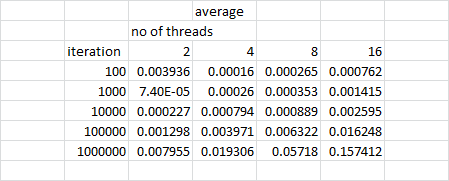 average
no of threads
iteration 2 4 8 16
100 0.003936 0.00016 0.000265 0.000762
1000 7.40E-05 0.00026 0.000353 0.001415
10000 0.000227 0.000794 0.000889 0.002595
100000 0.001298 0.003971 0.006322 0.016248
1000000 0.007955 0.019306 0.05718 0.157412